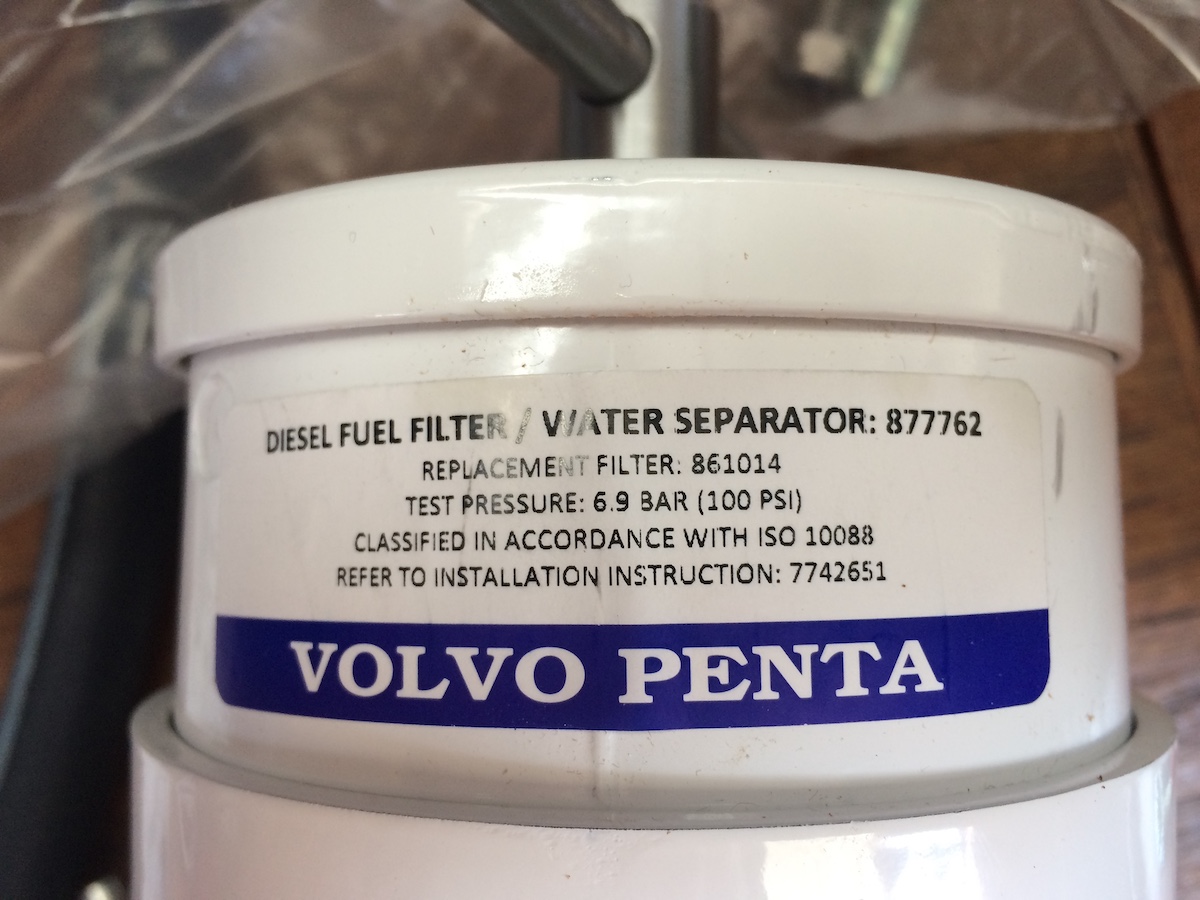 DIESEL FUEL FILTER / WATER SEPARATOR: 877762
REPLACEMENT FILTER: 861014
TEST PRESSURE: 6.9 BAR (100 PSI)
CLASSIFIED IN ACCORDANCE WITH ISO 10088
REFER TO INSTALLATION INSTRUCTION: 7742651
VOLVO PENTA